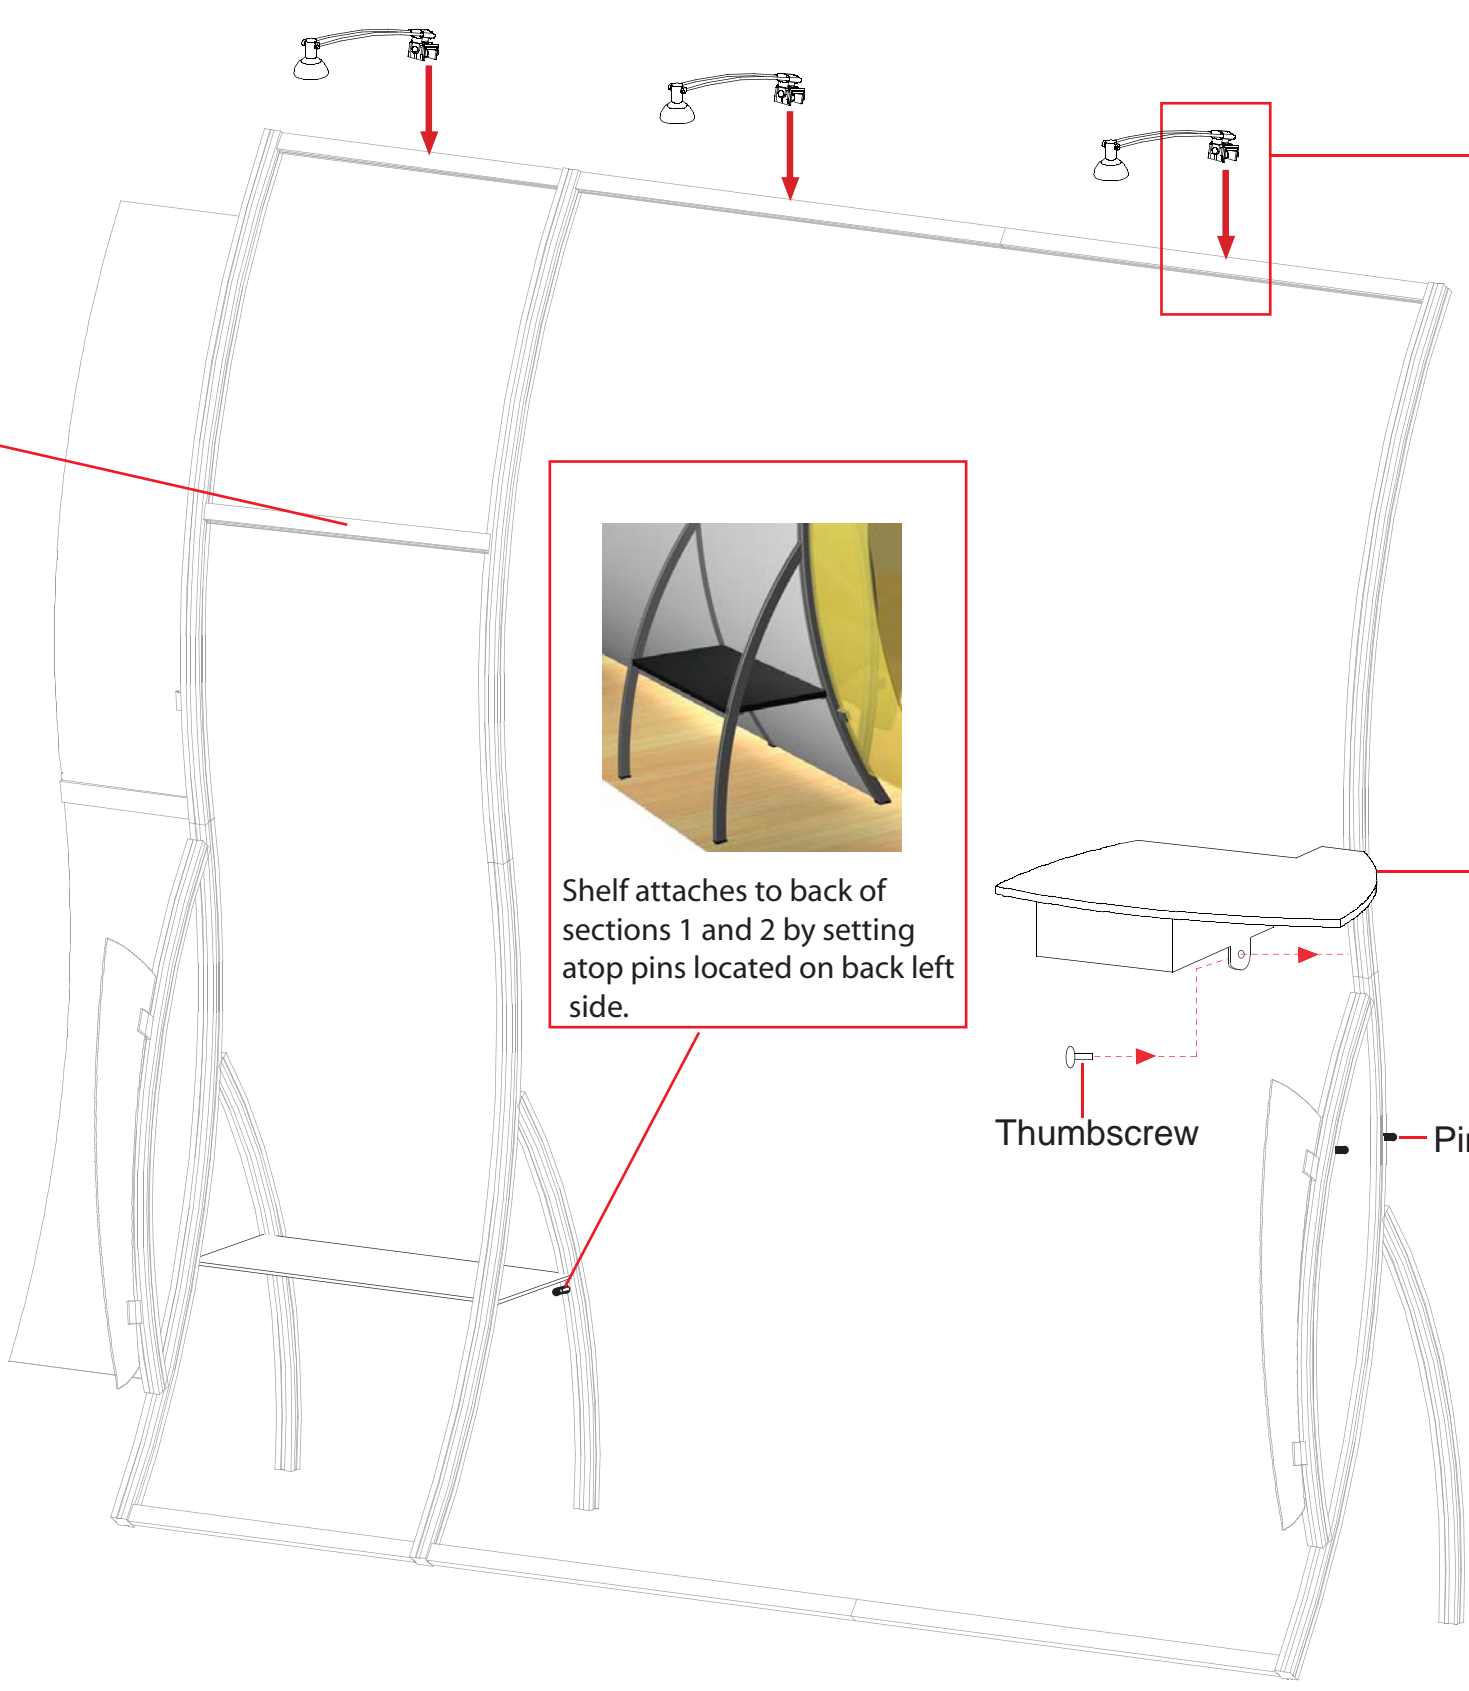 Shelf attaches to back of
sections 1 and 2 by setting
atop pins located on back left
side.
Thumbscrew